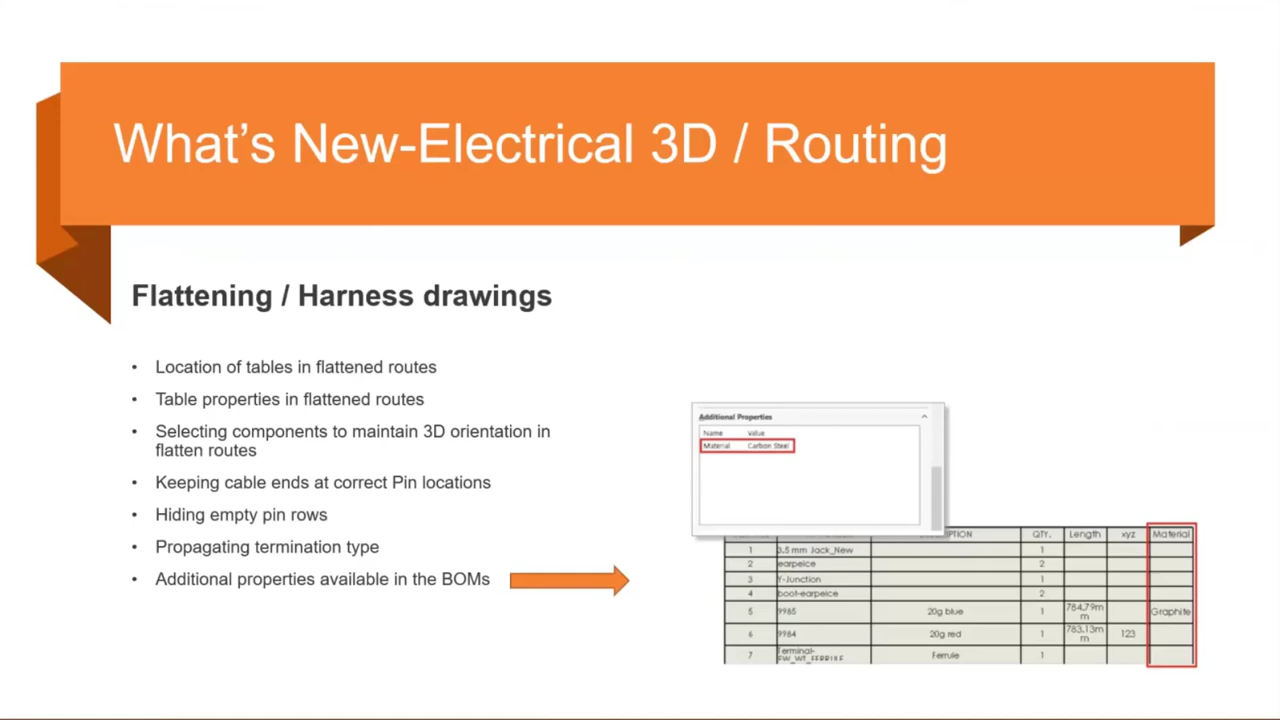 What's New-Electrical 3D / Routing
Flattening / Harness drawings
• Location of tables in flattened routes
• Table properties in flattened routes
• Selecting components to maintain 3D orientation in
flatten routes
• Keeping cable ends at correct Pin locations
• Hiding empty pin rows
• Propagating termination type
• Additional properties available in the BOMs
Additional Properties
Name Value
Material Carbon Steel
QTY. Length xyz Material
1 3.5 mm Jack_New 1
2 earpeice 2
3 Y-Junction 1
4 boot-earpeice 2
5 9985 20g blue 1 784.79m
m Graphite
6 9984 20g red 1 783.13m
m 123
7 Terminal- Ferrule 1